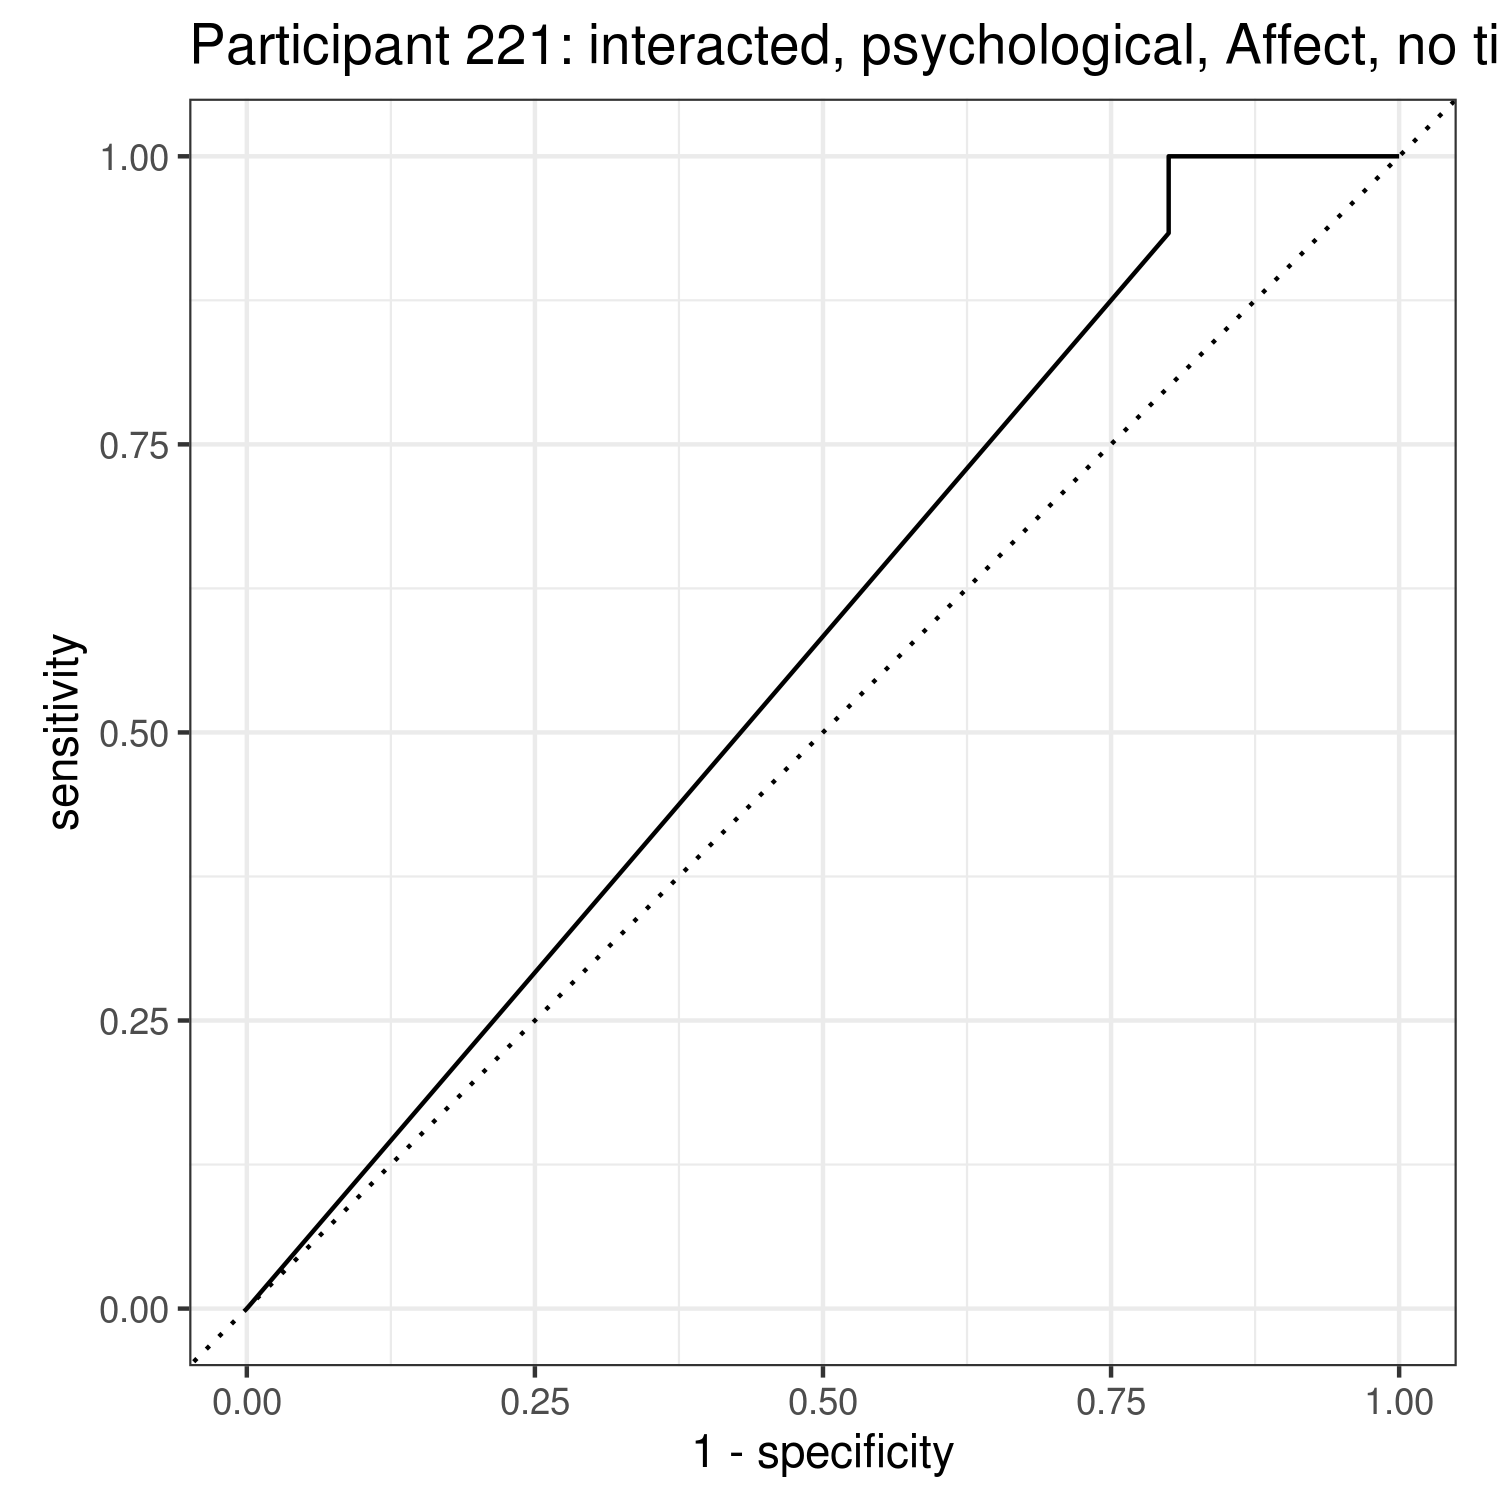 Participant 221: interacted, psychological, Affect, no ti
1.00
0.75
0.50
0.25
0.00
sensitivity
0.00 0.25 0.50 0.75 1.00
1 - specificity